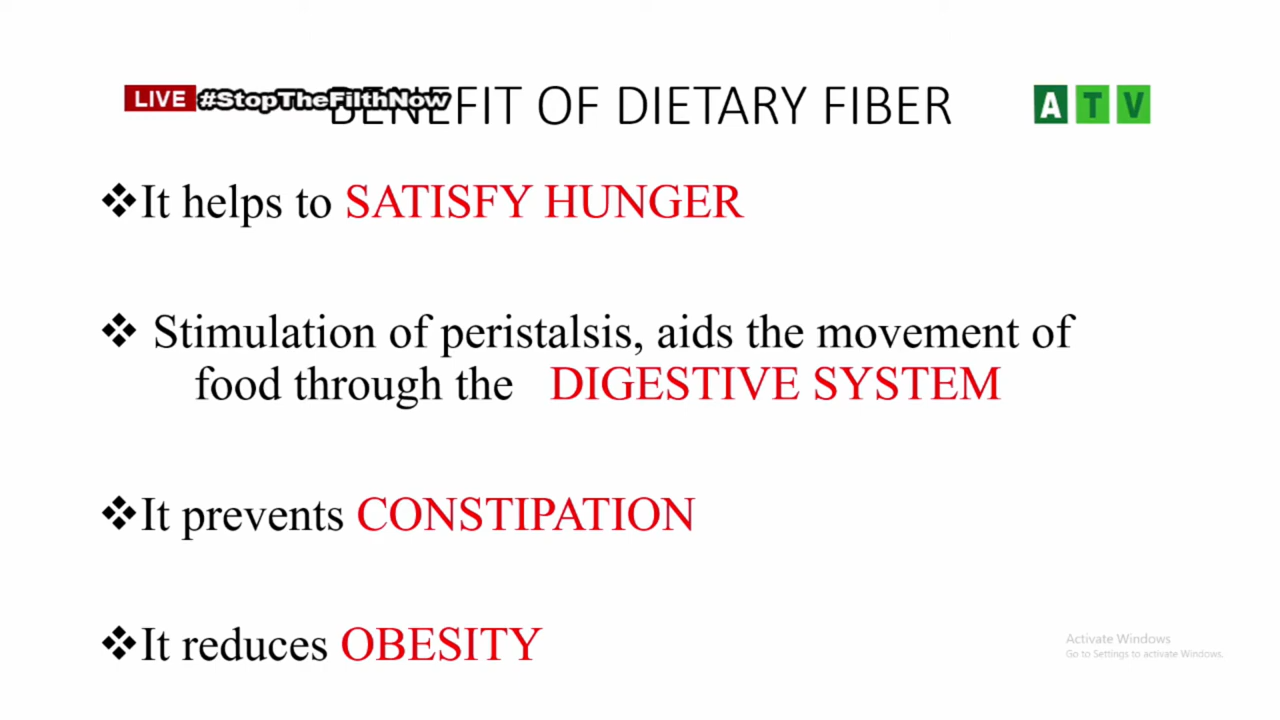 LIVE #StopTheFilthNow
BENEFIT OF DIETARY FIBER
ATV
❖It helps to SATISFY HUNGER
❖ Stimulation of peristalsis, aids the movement of
food through the DIGESTIVE SYSTEM
❖It prevents CONSTIPATION
❖It reduces OBESITY
Activate Windows
Go to Settings to activate Windows.